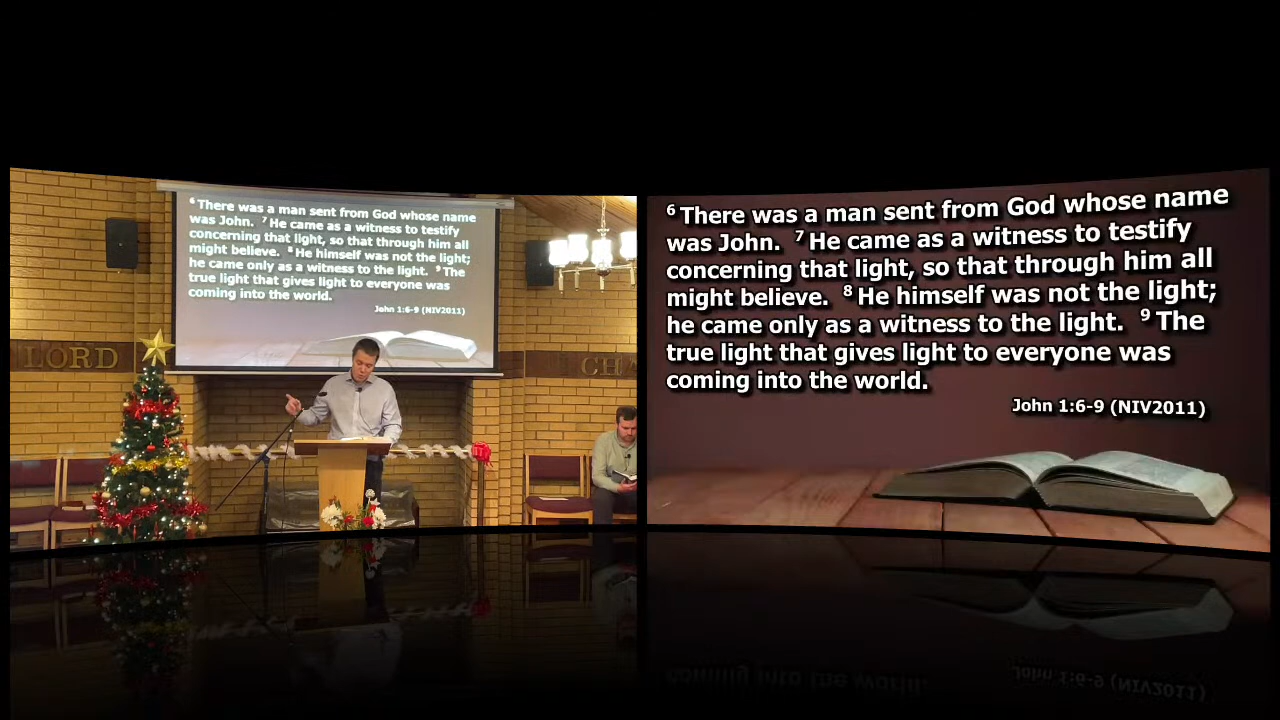 ⁶ There was a man sent from God whose name
was John. ⁷ He came as a witness to testify
concerning that light, so that through him all
might believe. ⁸ He himself was not the light;
he came only as a witness to the light. ⁹ The
true light that gives light to everyone was
coming into the world.
John 1:6-9 (NIV2011)
LORD
CHA
⁶ There was a man sent from God whose name
was John. ⁷ He came as a witness to testify
concerning that light, so that through him all
might believe. ⁸ He himself was not the light;
he came only as a witness to the light. ⁹ The
true light that gives light to everyone was
coming into the world.
John 1:6-9 (NIV2011)